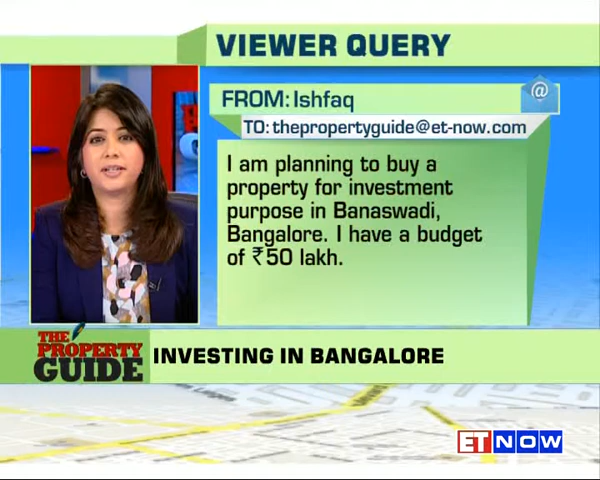 VIEWER QUERY
FROM: Ishfaq
@
TO: thepropertyguide@et-now.com
I am planning to buy a
property for investment
purpose in Banaswadi,
Bangalore. I have a budget
of ₹50 lakh.
THE
PROPERTY
GUIDE
INVESTING IN BANGALORE
ET NOW